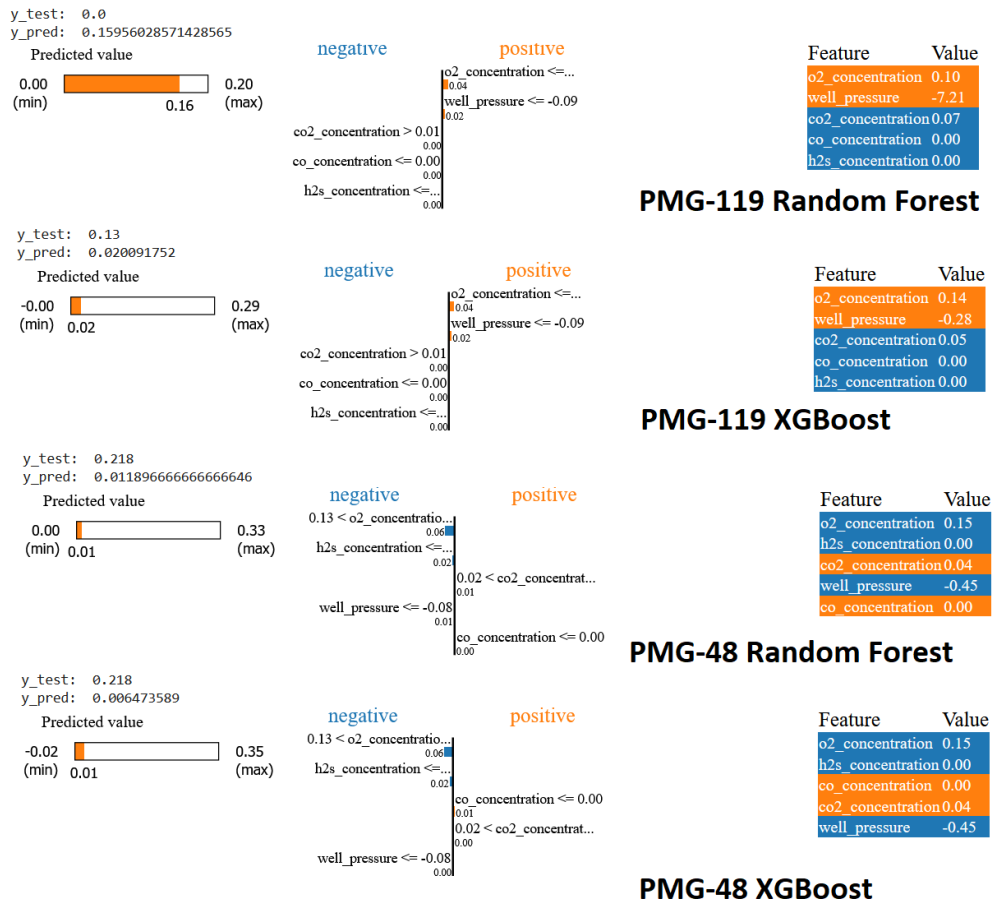 y_test: 0.0
y_pred: 0.15956028571428565
Predicted value
0.00
(min)
0.16
0.20
(max)
negative positive
o2_concentration <=...
0.04
well_pressure <= -0.09
0.02
co2_concentration > 0.01
0.00
co_concentration <= 0.00
0.00
h2s_concentration <=...
0.00
Feature Value
o2_concentration 0.10
well_pressure -7.21
co2_concentration 0.07
co_concentration 0.00
h2s_concentration 0.00
PMG-119 Random Forest
y_test: 0.13
y_pred: 0.020091752
Predicted value
-0.00
(min)
0.02
0.29
(max)
negative positive
o2_concentration <=...
0.04
well_pressure <= -0.09
0.02
co2_concentration > 0.01
0.00
co_concentration <= 0.00
0.00
h2s_concentration <=...
0.00
Feature Value
o2_concentration 0.14
well_pressure -0.28
co2_concentration 0.05
co_concentration 0.00
h2s_concentration 0.00
PMG-119 XGBoost
y_test: 0.218
y_pred: 0.011896666666666646
Predicted value
0.00
(min)
0.01
0.33
(max)
negative positive
0.13 < o2_concentratio...
0.06
h2s_concentration <=...
0.02
0.02 < co2_concentrat...
0.01
well_pressure <= -0.08
0.01
co_concentration <= 0.00
0.00
Feature Value
o2_concentration 0.15
h2s_concentration 0.00
co2_concentration 0.04
well_pressure -0.45
co_concentration 0.00
PMG-48 Random Forest
y_test: 0.218
y_pred: 0.006473589
Predicted value
-0.02
(min)
0.01
0.35
(max)
negative positive
0.13 < o2_concentratio...
0.06
h2s_concentration <=...
0.02
co_concentration <= 0.00
0.01
0.02 < co2_concentrat...
0.00
well_pressure <= -0.08
0.00
Feature Value
o2_concentration 0.15
h2s_concentration 0.00
co_concentration 0.00
co2_concentration 0.04
well_pressure -0.45
PMG-48 XGBoost